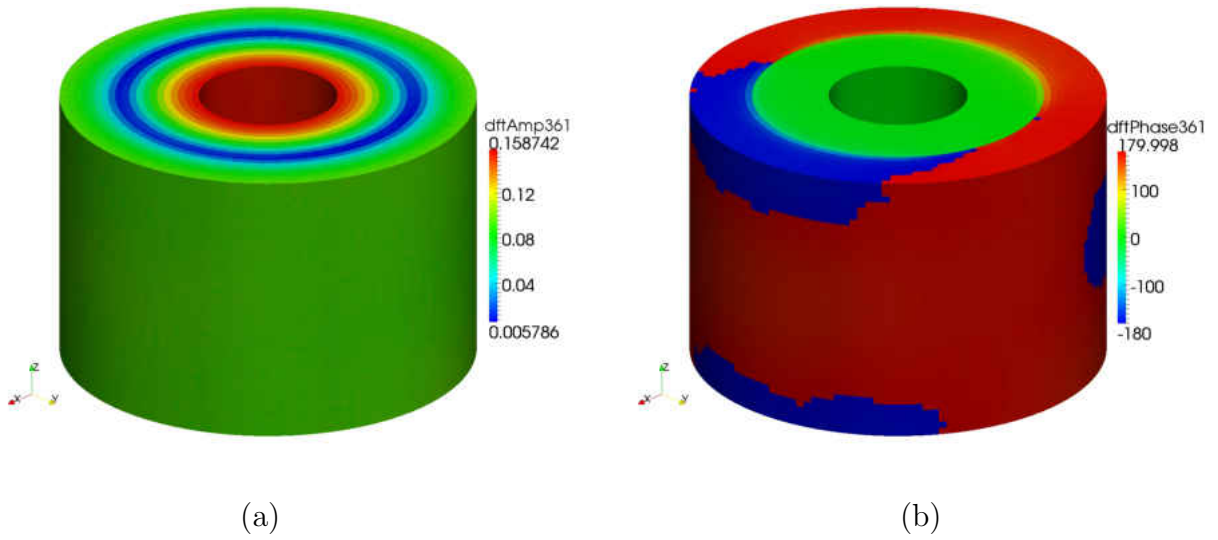 dftAmp361
0.158742
0.12
0.08
0.04
0.005786
Z
X
Y
dftPhase361
179.998
100
0
-100
-180
Z
X
Y
(a)
(b)